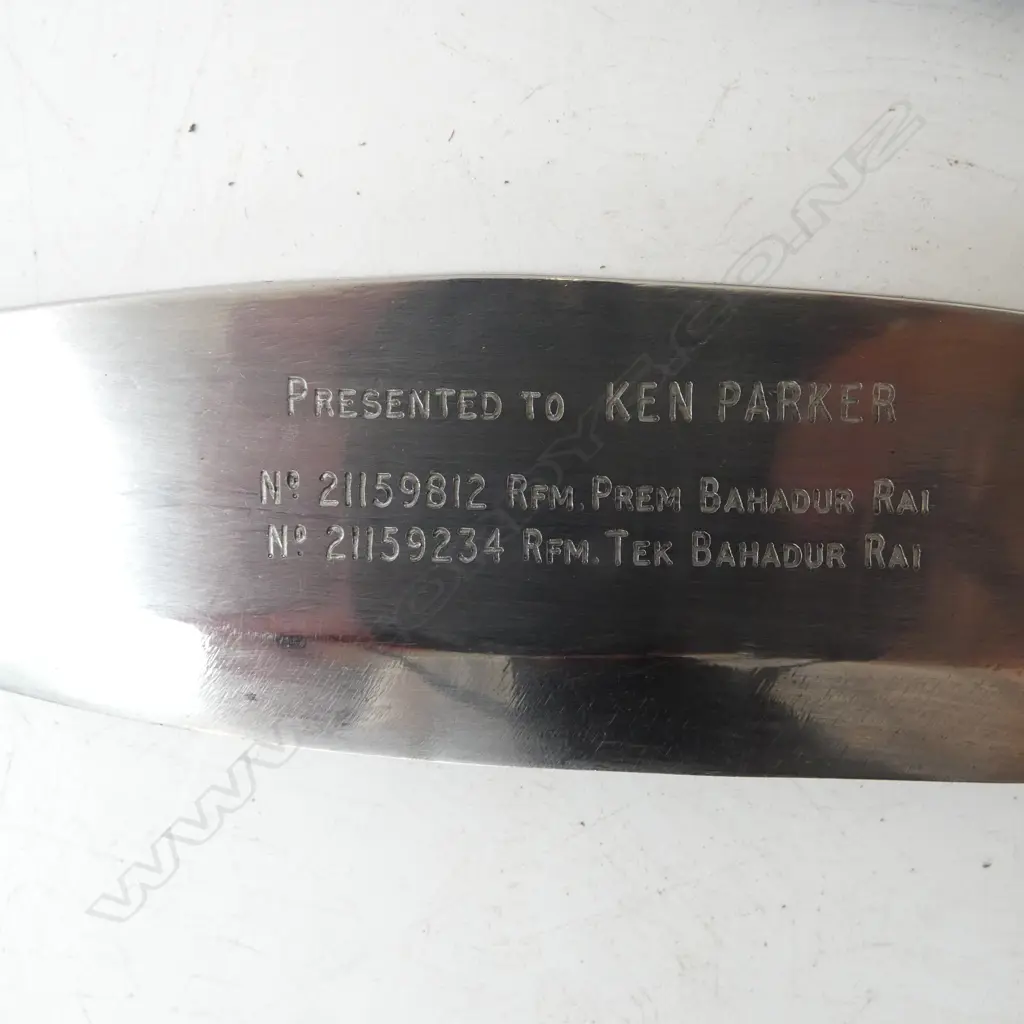 PRESENTED TO KEN PARKER
Nº 21159812 RFM. PREM BAHADUR RAI
Nº 21159234 RFM. TEK BAHADUR RAI